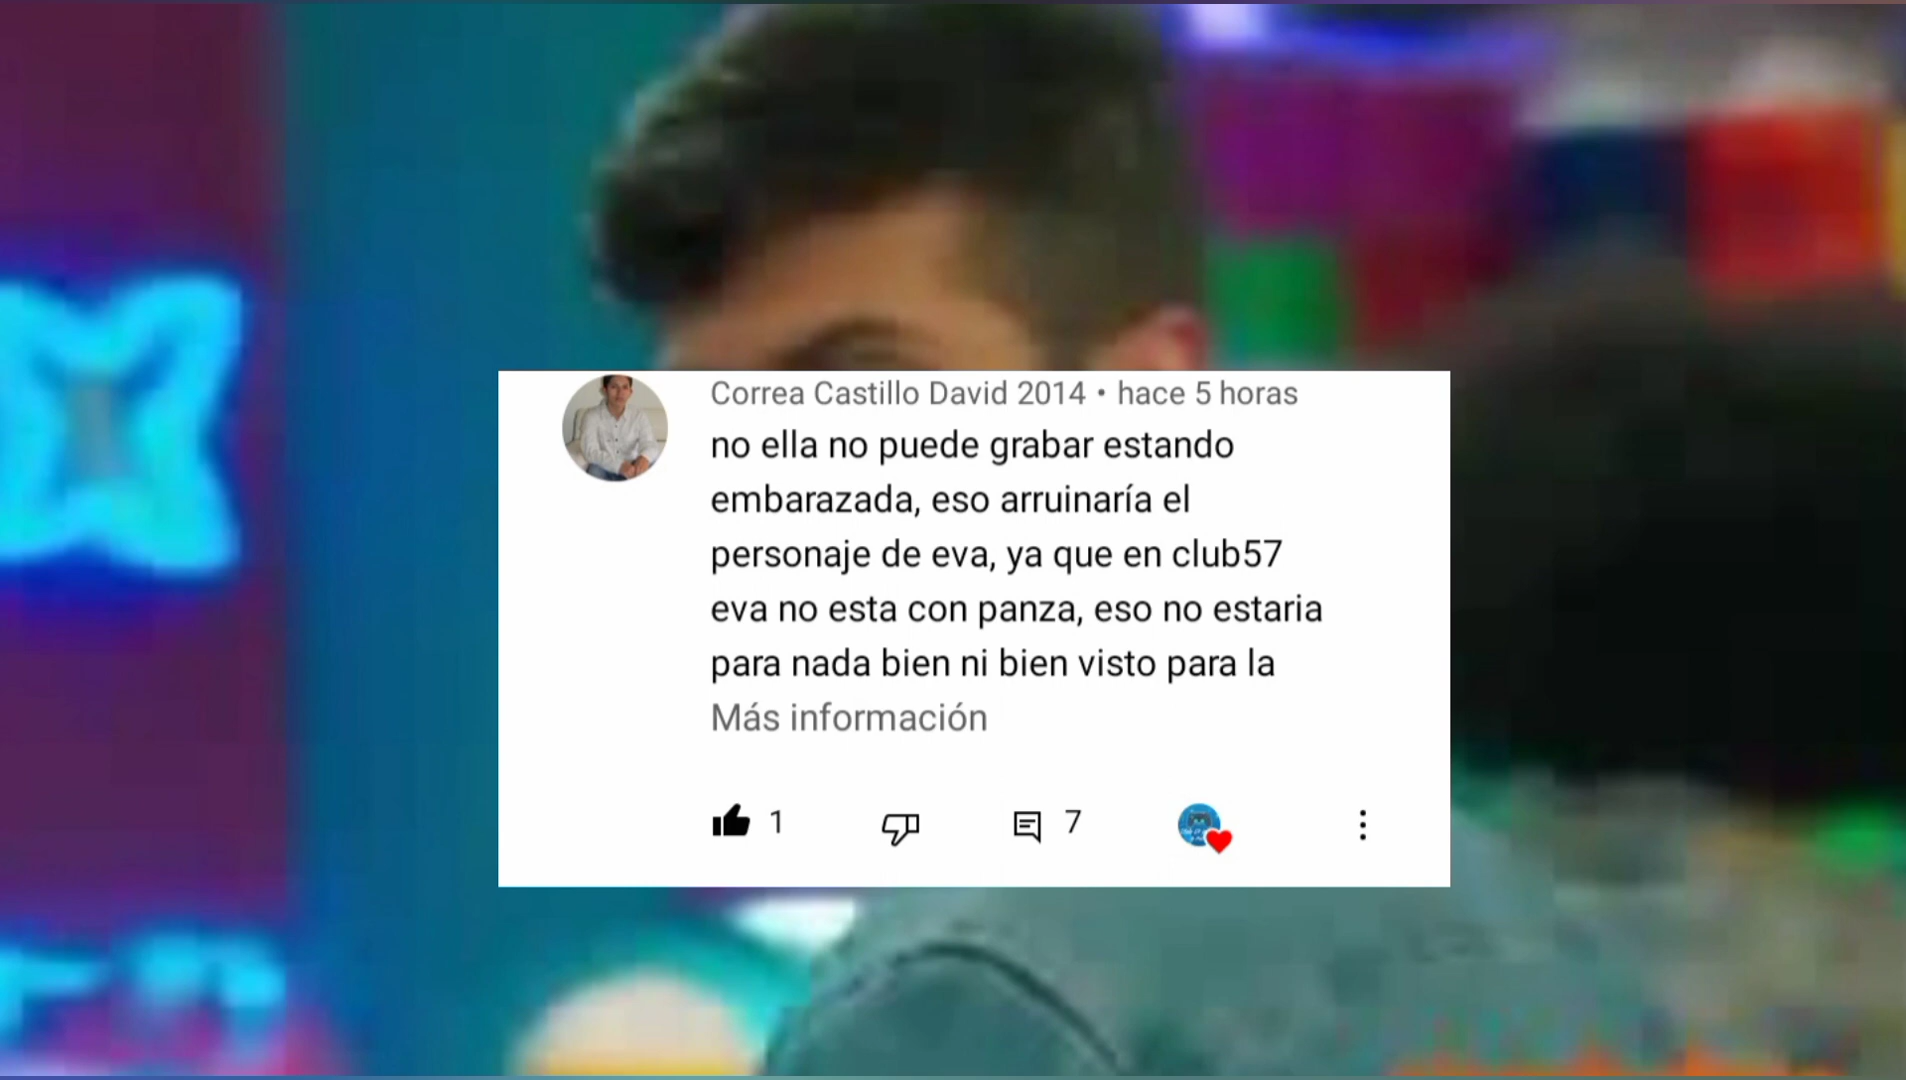 Correa Castillo David 2014 • hace 5 horas
no ella no puede grabar estando
embarazada, eso arruinaría el
personaje de eva, ya que en club57
eva no esta con panza, eso no estaria
para nada bien ni bien visto para la
Más información
1
7